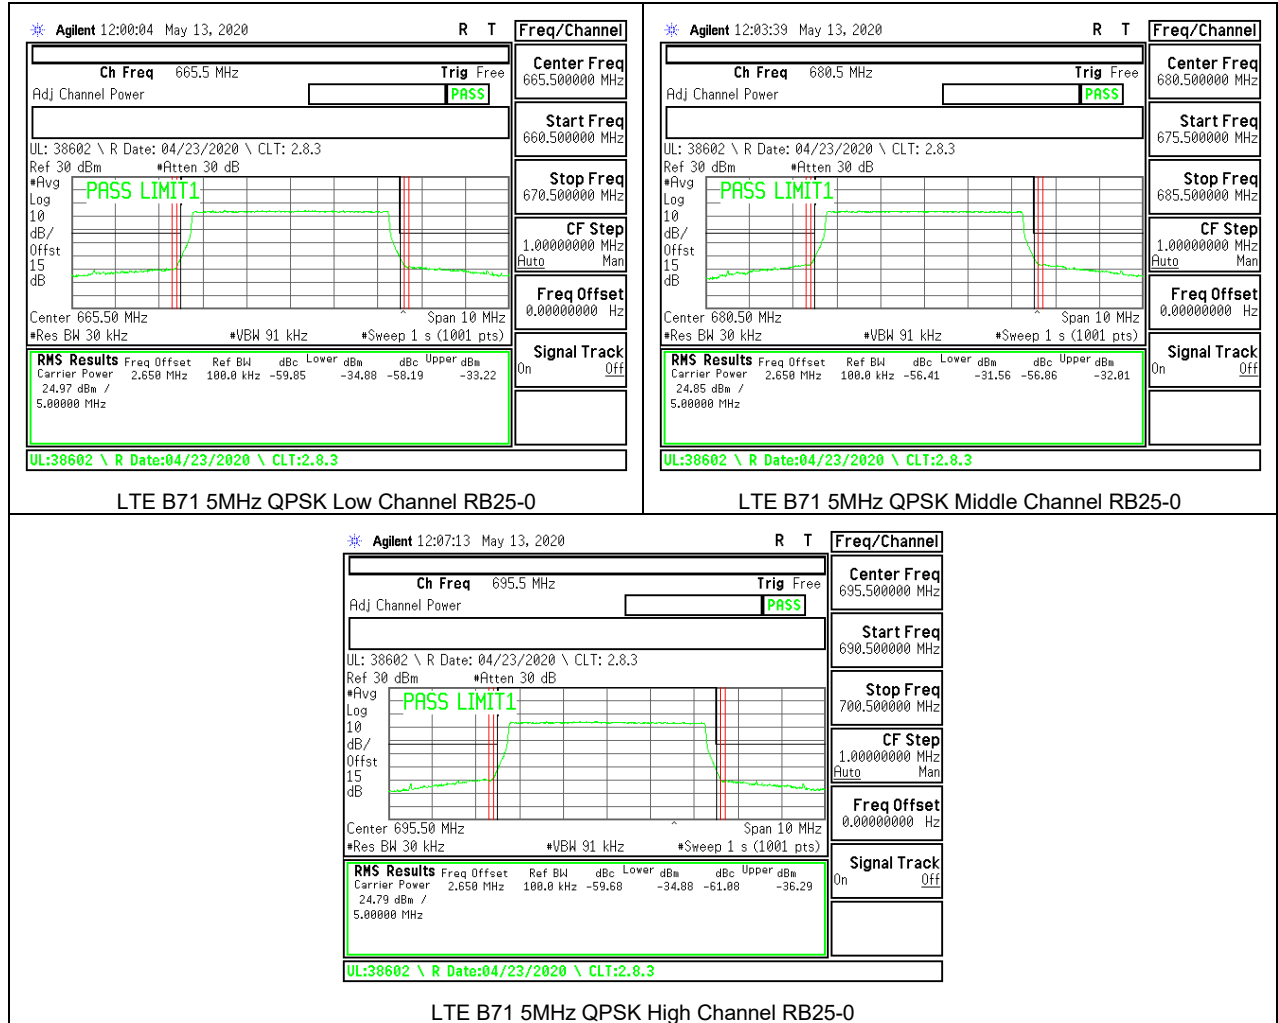 Agilent 12:00:04 May 13, 2020 R T
Freq/Channel
Ch Freq 665.5 MHz Trig Free
Adj Channel Power PASS
UL: 38602 \ R Date: 04/23/2020 \ CLT: 2.8.3
Ref 30 dBm #Atten 30 dB
#Avg
Log
10
dB/
Offst
15
dB
PASS LIMIT1
Center 665.50 MHz Span 10 MHz
#Res BW 30 kHz #VBW 91 kHz #Sweep 1 s (1001 pts)
RMS Results Freq Offset Ref BW dBc Lower dBm dBc Upper dBm
Carrier Power 2.650 MHz 100.0 kHz -59.85 -34.88 -58.19 -33.22
24.97 dBm /
5.00000 MHz
UL:38602 \ R Date:04/23/2020 \ CLT:2.8.3
Center Freq
665.500000 MHz
Start Freq
660.500000 MHz
Stop Freq
670.500000 MHz
CF Step
1.00000000 MHz
Auto Man
Freq Offset
0.00000000 Hz
Signal Track
On Off
LTE B71 5MHz QPSK Low Channel RB25-0
Agilent 12:03:39 May 13, 2020 R T
Freq/Channel
Ch Freq 680.5 MHz Trig Free
Adj Channel Power PASS
UL: 38602 \ R Date: 04/23/2020 \ CLT: 2.8.3
Ref 30 dBm #Atten 30 dB
#Avg
Log
10
dB/
Offst
15
dB
PASS LIMIT1
Center 680.50 MHz Span 10 MHz
#Res BW 30 kHz #VBW 91 kHz #Sweep 1 s (1001 pts)
RMS Results Freq Offset Ref BW dBc Lower dBm dBc Upper dBm
Carrier Power 2.650 MHz 100.0 kHz -56.41 -31.56 -56.86 -32.01
24.85 dBm /
5.00000 MHz
UL:38602 \ R Date:04/23/2020 \ CLT:2.8.3
Center Freq
680.500000 MHz
Start Freq
675.500000 MHz
Stop Freq
685.500000 MHz
CF Step
1.00000000 MHz
Auto Man
Freq Offset
0.00000000 Hz
Signal Track
On Off
LTE B71 5MHz QPSK Middle Channel RB25-0
Agilent 12:07:13 May 13, 2020 R T
Freq/Channel
Ch Freq 695.5 MHz Trig Free
Adj Channel Power PASS
UL: 38602 \ R Date: 04/23/2020 \ CLT: 2.8.3
Ref 30 dBm #Atten 30 dB
#Avg
Log
10
dB/
Offst
15
dB
PASS LIMIT1
Center 695.50 MHz Span 10 MHz
#Res BW 30 kHz #VBW 91 kHz #Sweep 1 s (1001 pts)
RMS Results Freq Offset Ref BW dBc Lower dBm dBc Upper dBm
Carrier Power 2.650 MHz 100.0 kHz -59.68 -34.88 -61.08 -36.29
24.79 dBm /
5.00000 MHz
UL:38602 \ R Date:04/23/2020 \ CLT:2.8.3
Center Freq
695.500000 MHz
Start Freq
690.500000 MHz
Stop Freq
700.500000 MHz
CF Step
1.00000000 MHz
Auto Man
Freq Offset
0.00000000 Hz
Signal Track
On Off
LTE B71 5MHz QPSK High Channel RB25-0